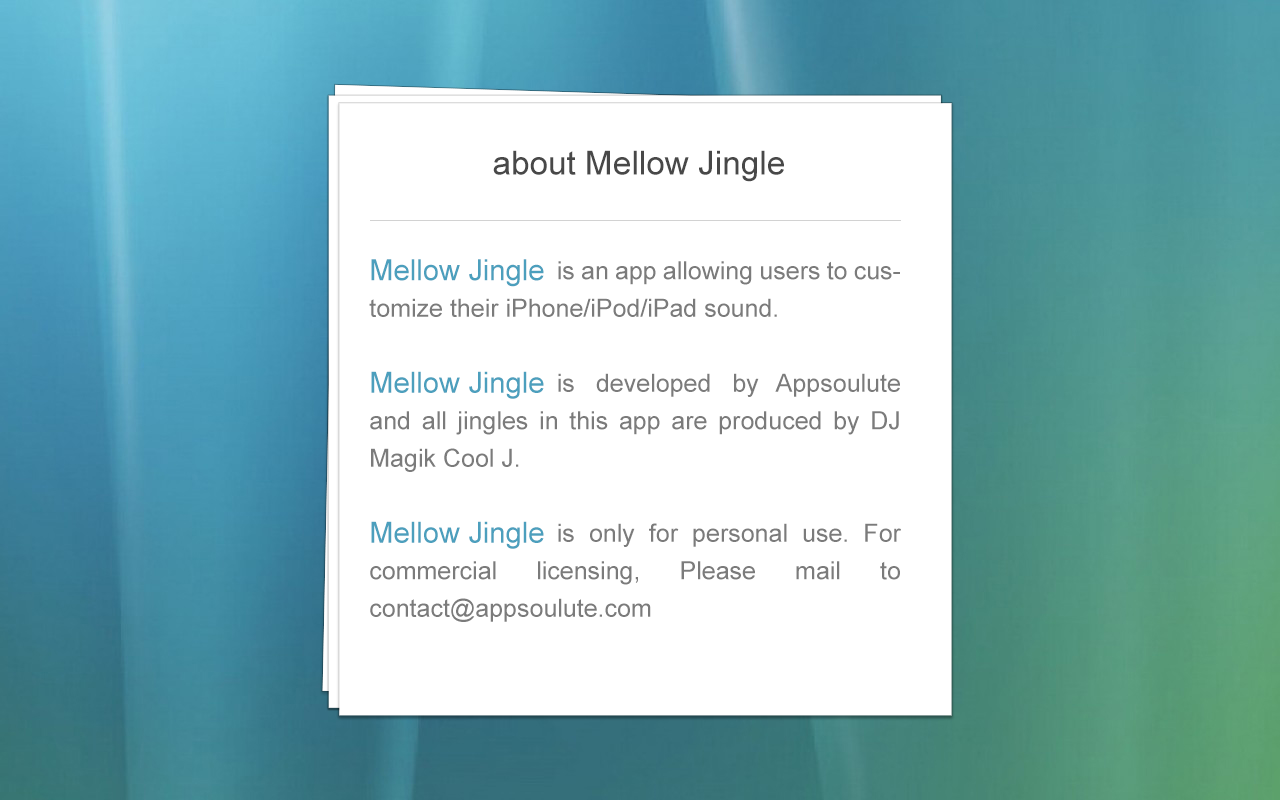 about Mellow Jingle
Mellow Jingle is an app allowing users to cus-
tomize their iPhone/iPod/iPad sound.
Mellow Jingle is developed by Appsoulute
and all jingles in this app are produced by DJ
Magik Cool J.
Mellow Jingle is only for personal use. For
commercial licensing, Please mail to
contact@appsoulute.com